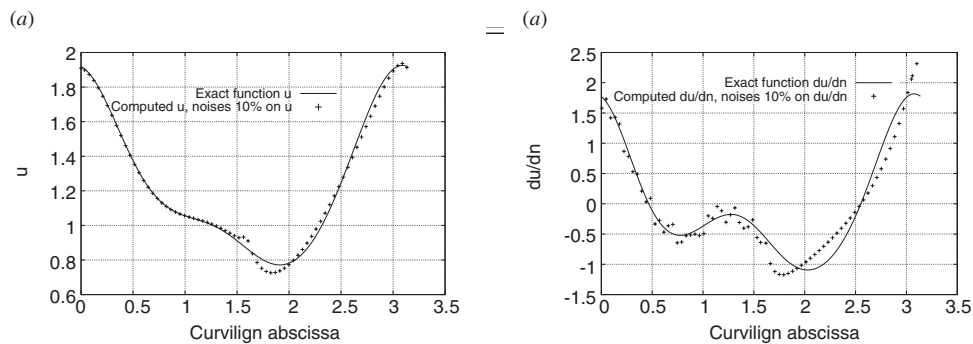 (a)
2
1.8
1.6
1.4
1.2
1
0.8
0.6
u
Exact function u
Computed u, noises 10% on u
0 0.5 1 1.5 2 2.5 3 3.5
Curvilign abscissa
(a)
2.5
2
1.5
1
0.5
0
-0.5
-1
-1.5
du/dn
Exact function du/dn
Computed du/dn, noises 10% on du/dn
0 0.5 1 1.5 2 2.5 3 3.5
Curvilign abscissa